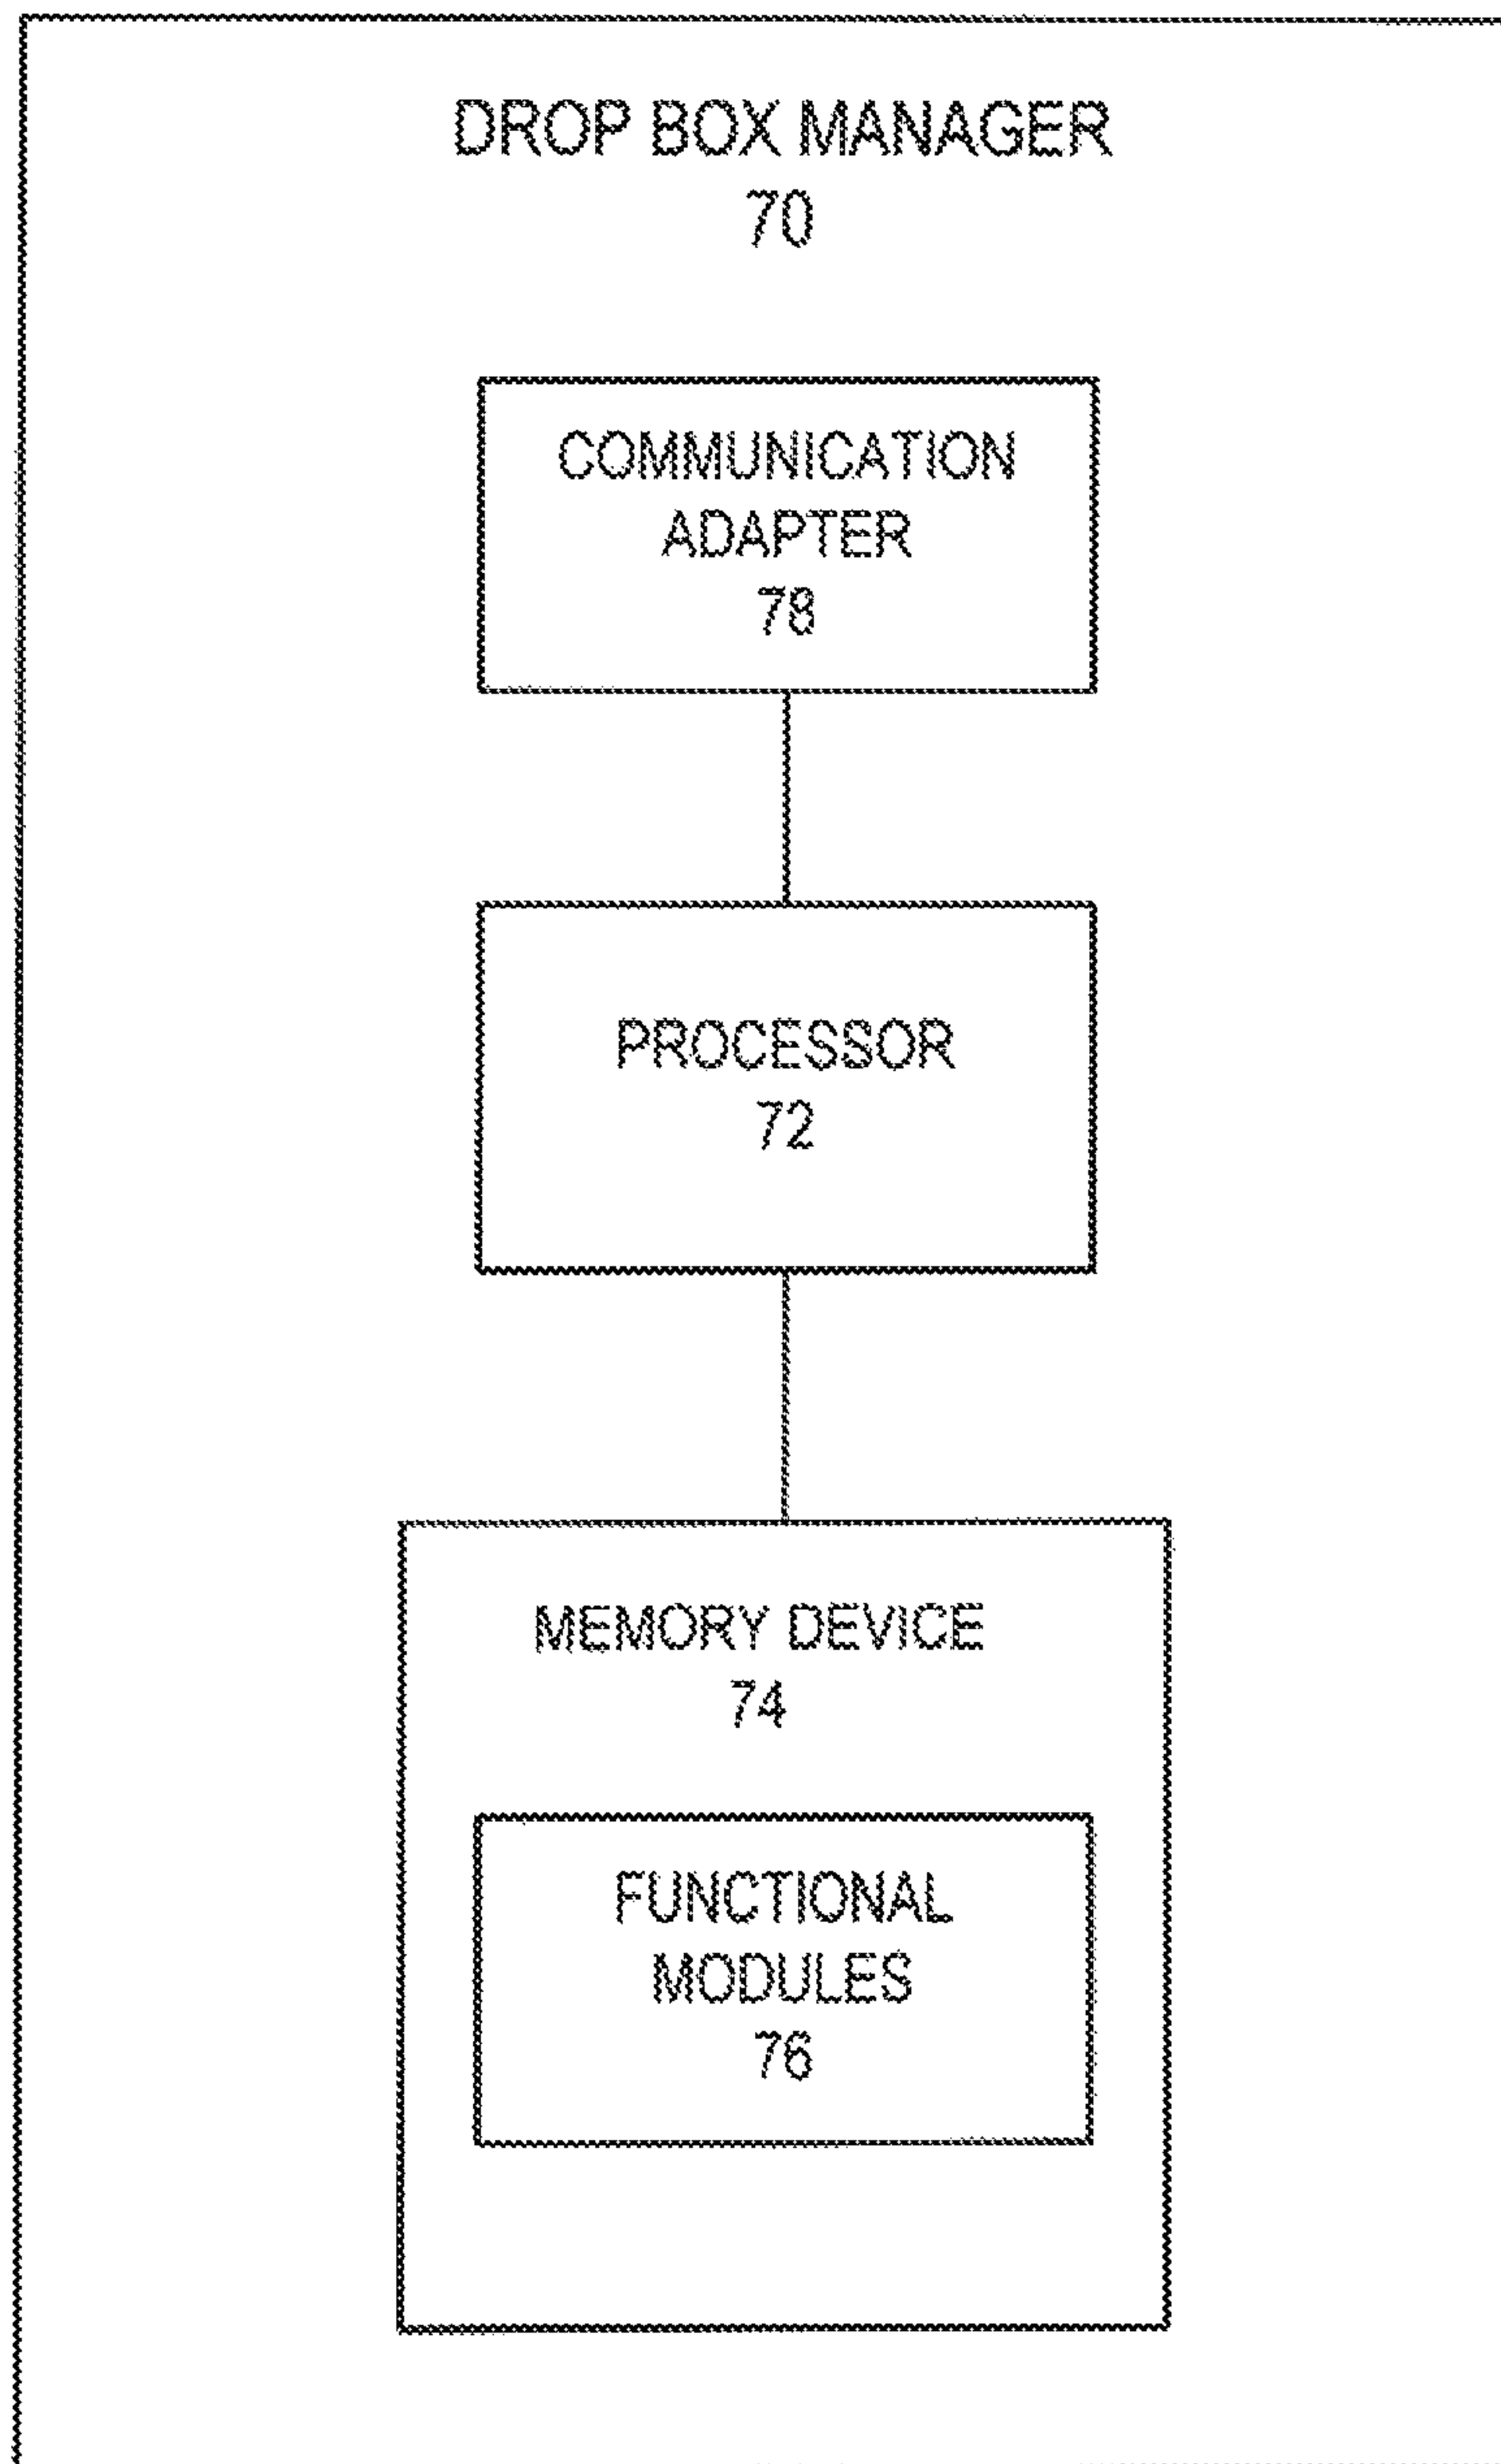 DROP BOX MANAGER
70
COMMUNICATION
ADAPTER
78
PROCESSOR
72
MEMORY DEVICE
74
FUNCTIONAL
MODULES
76